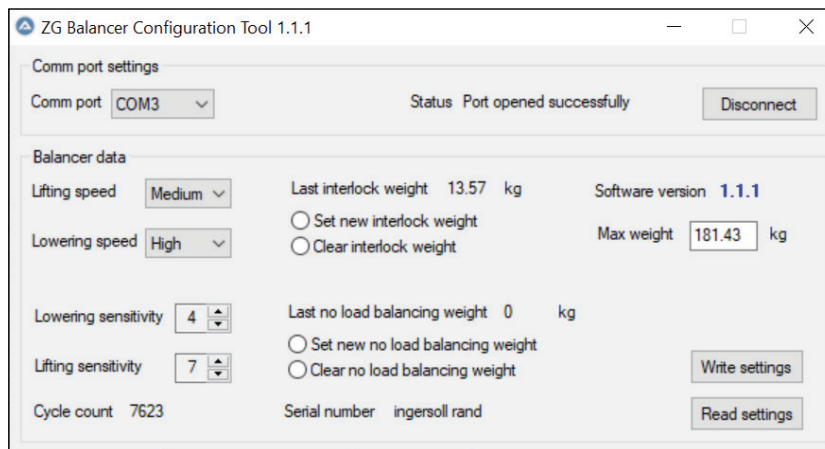 ZG Balancer Configuration Tool 1.1.1
Comm port settings
Comm port COM3 Status Port opened successfully Disconnect
Balancer data
Lifting speed Medium Last interlock weight 13.57 kg Software version 1.1.1
Set new interlock weight
Lowering speed High Clear interlock weight Max weight 181.43 kg
Lowering sensitivity 4 Last no load balancing weight 0 kg
Set new no load balancing weight
Lifting sensitivity 7 Clear no load balancing weight Write settings
Cycle count 7623 Serial number ingersoll rand Read settings